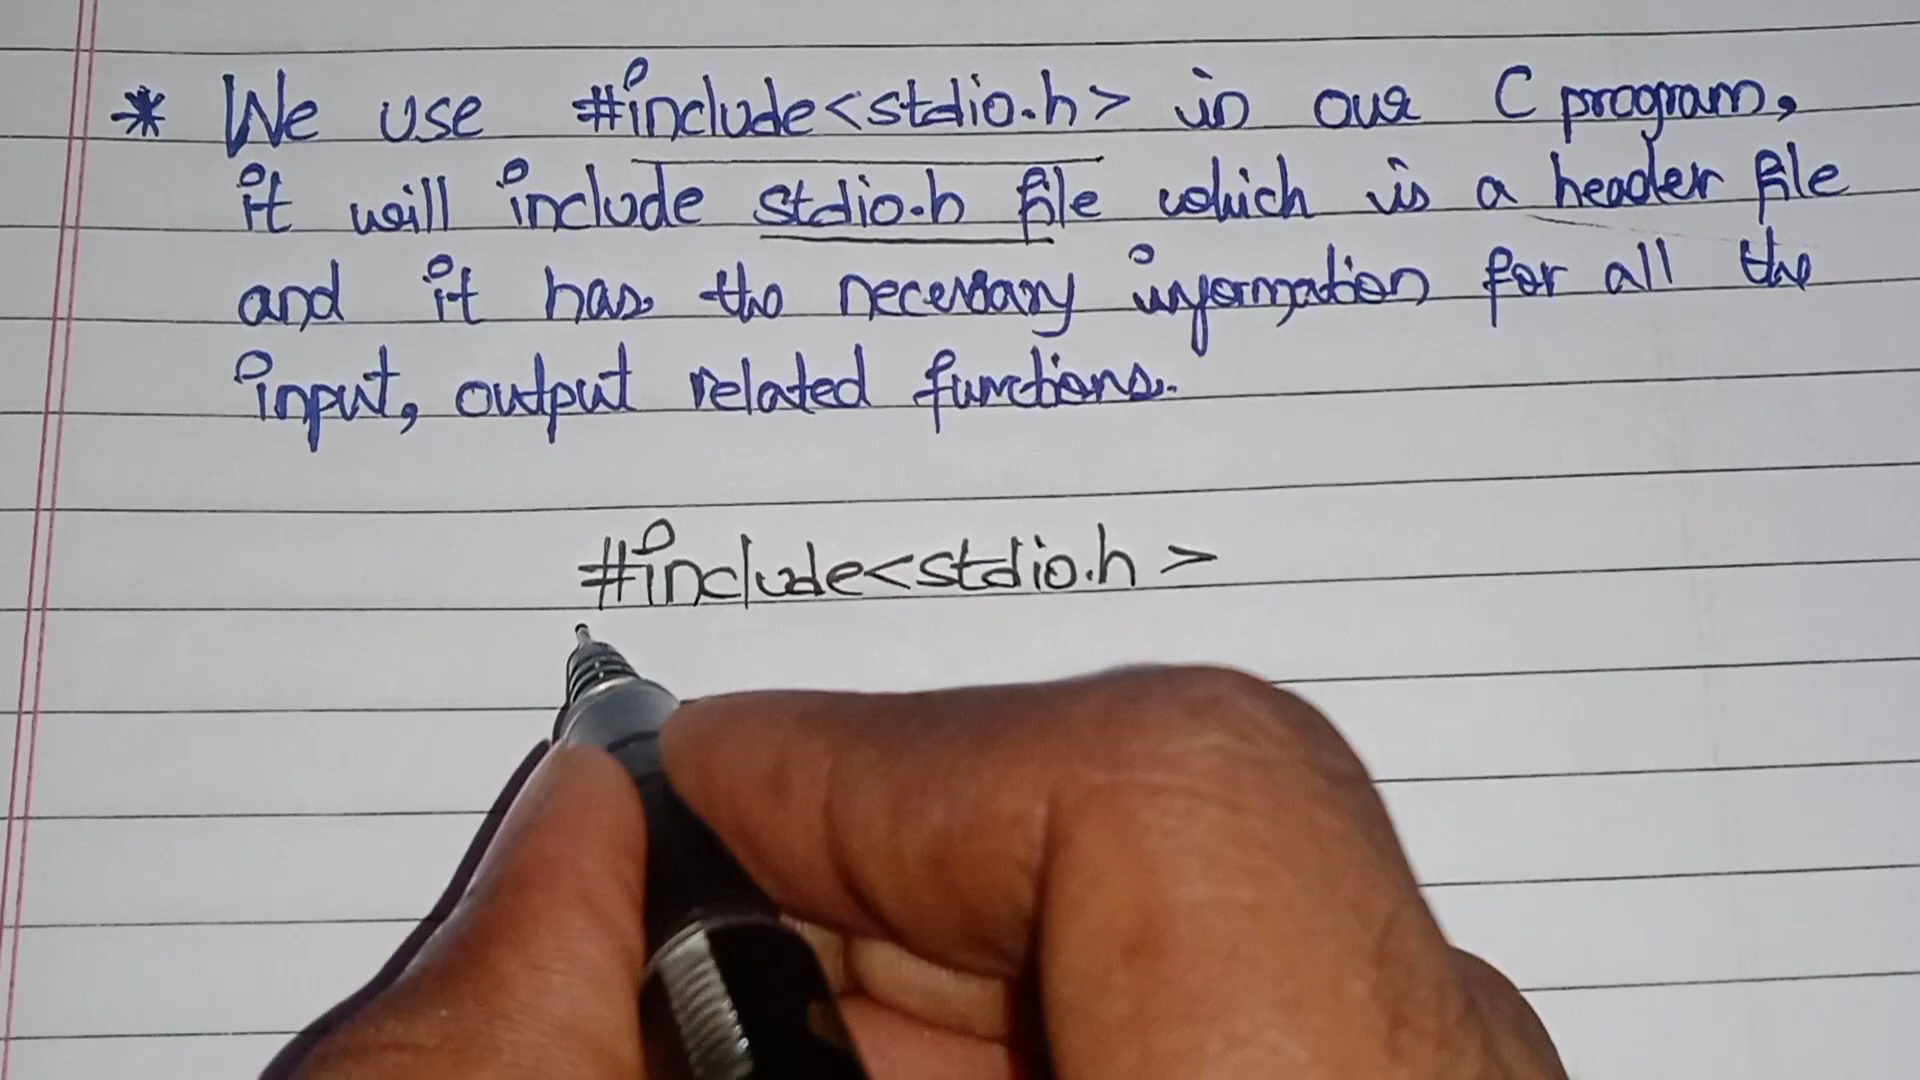 * We use #include<stdio.h> in our C program,
it will include stdio.h file which is a header file
and it has the necessary information for all the
input, output related functions.
#include<stdio.h>